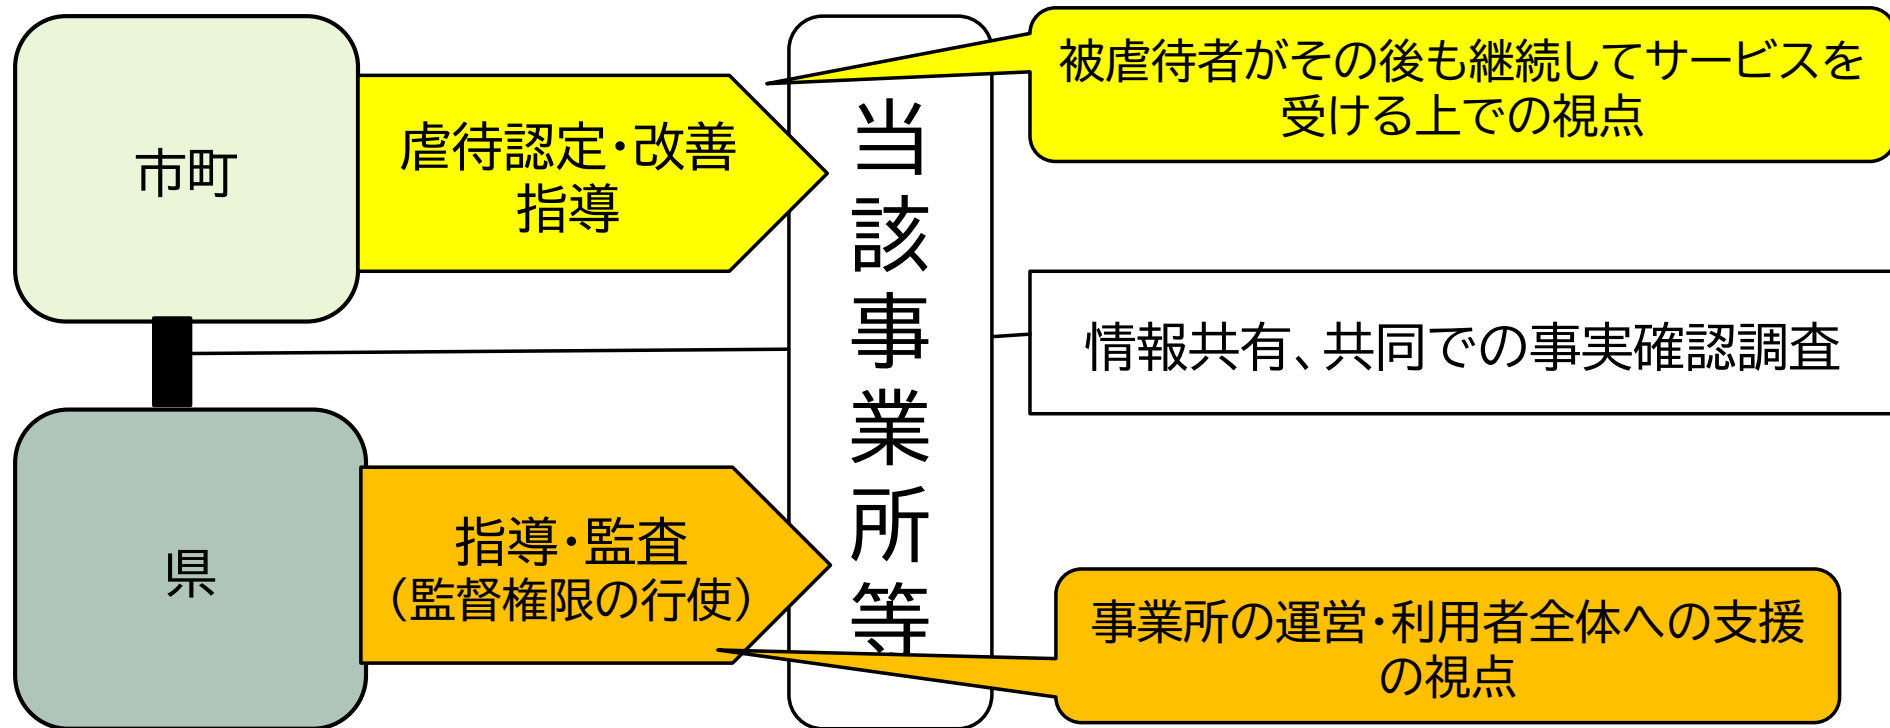 市町
虐待認定・改善
指導
当該事業所等
被虐待者がその後も継続してサービスを
受ける上での視点
情報共有、共同での事実確認調査
県
指導・監査
（監督権限の行使）
事業所の運営・利用者全体への支援
の視点